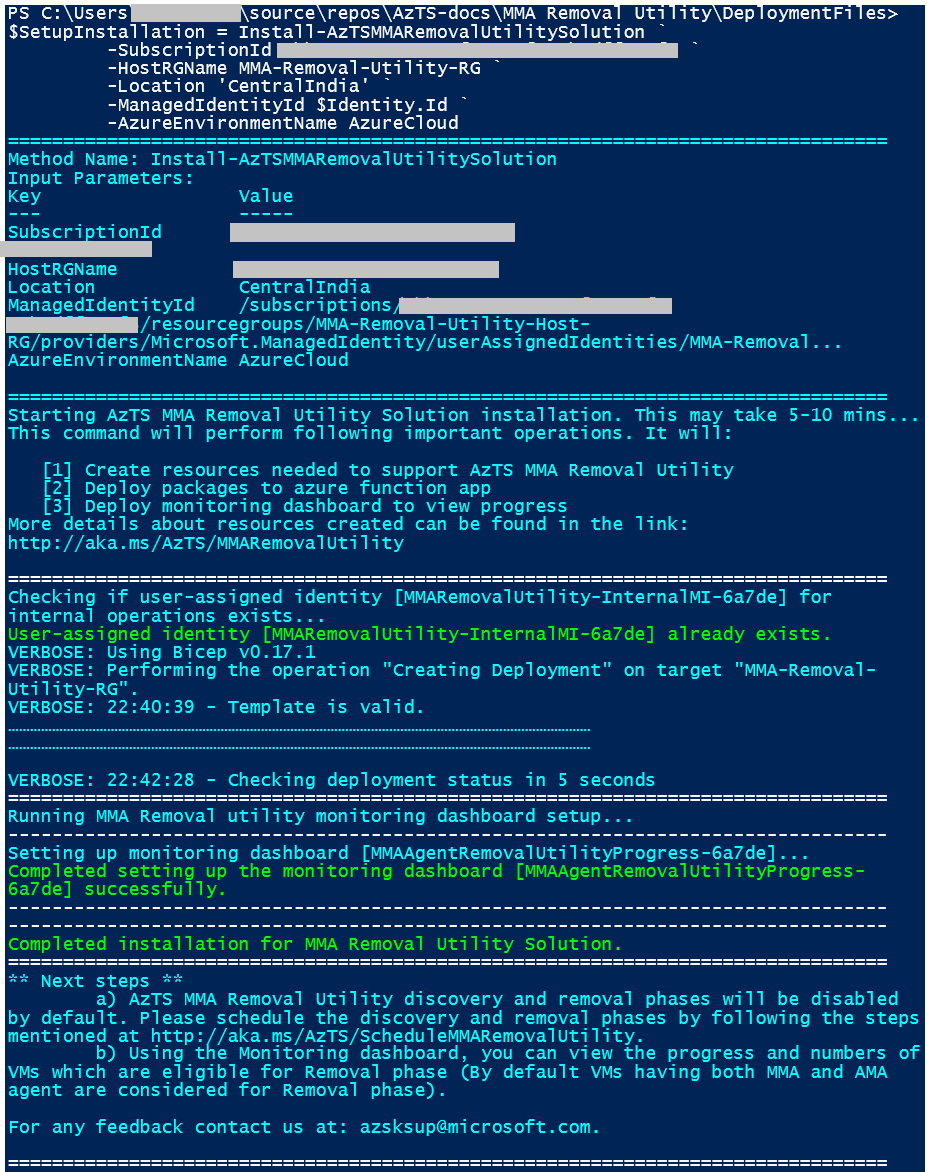 PS C:\Users \source\repos\AzTS-docs\MMA Removal Utility\DeploymentFiles>
$SetupInstallation = Install-AzTSMMARemovalUtilitySolution `
-SubscriptionId `
-HostRGName MMA-Removal-Utility-RG `
-Location 'CentralIndia' `
-ManagedIdentityId $Identity.Id `
-AzureEnvironmentName AzureCloud
================================================================================
Method Name: Install-AzTSMMARemovalUtilitySolution
Input Parameters:
Key Value
--- -----
SubscriptionId
HostRGName
Location CentralIndia
ManagedIdentityId /subscriptions/
/resourcegroups/MMA-Removal-Utility-Host-
RG/providers/Microsoft.ManagedIdentity/userAssignedIdentities/MMA-Removal...
AzureEnvironmentName AzureCloud
================================================================================
Starting AzTS MMA Removal Utility Solution installation. This may take 5-10 mins...
This command will perform following important operations. It will:
[1] Create resources needed to support AzTS MMA Removal Utility
[2] Deploy packages to azure function app
[3] Deploy monitoring dashboard to view progress
More details about resources created can be found in the link:
http://aka.ms/AzTS/MMARemovalUtility
================================================================================
Checking if user-assigned identity [MMARemovalUtility-InternalMI-6a7de] for
internal operations exists...
User-assigned identity [MMARemovalUtility-InternalMI-6a7de] already exists.
VERBOSE: Using Bicep v0.17.1
VERBOSE: Performing the operation "Creating Deployment" on target "MMA-Removal-
Utility-RG".
VERBOSE: 22:40:39 - Template is valid.
VERBOSE: 22:42:28 - Checking deployment status in 5 seconds
================================================================================
Running MMA Removal utility monitoring dashboard setup...
--------------------------------------------------------------------------------
Setting up monitoring dashboard [MMAAgentRemovalUtilityProgress-6a7de]...
Completed setting up the monitoring dashboard [MMAAgentRemovalUtilityProgress-
6a7de] successfully.
--------------------------------------------------------------------------------
--------------------------------------------------------------------------------
Completed installation for MMA Removal Utility Solution.
================================================================================
** Next steps **
a) AzTS MMA Removal Utility discovery and removal phases will be disabled
by default. Please schedule the discovery and removal phases by following the steps
mentioned at http://aka.ms/AzTS/ScheduleMMARemovalUtility.
b) Using the Monitoring dashboard, you can view the progress and numbers of
VMs which are eligible for Removal phase (By default VMs having both MMA and AMA
agent are considered for Removal phase).
For any feedback contact us at: azsksup@microsoft.com.
================================================================================